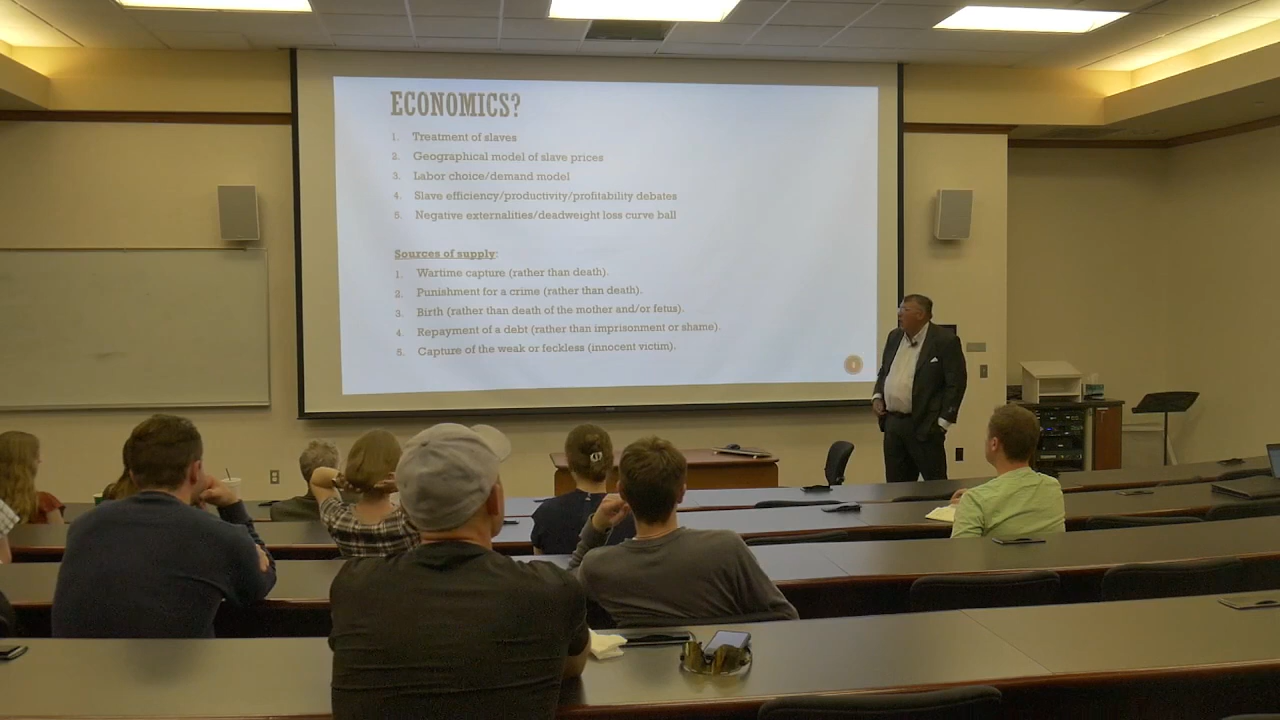 ECONOMICS?
1. Treatment of slaves
2. Geographical model of slave prices
3. Labor choice/demand model
4. Slave efficiency/productivity/profitability debates
5. Negative externalities/deadweight loss curve ball
Sources of supply:
1. Wartime capture (rather than death).
2. Punishment for a crime (rather than death).
3. Birth (rather than death of the mother and/or fetus).
4. Repayment of a debt (rather than imprisonment or shame).
5. Capture of the weak or feckless (innocent victim).